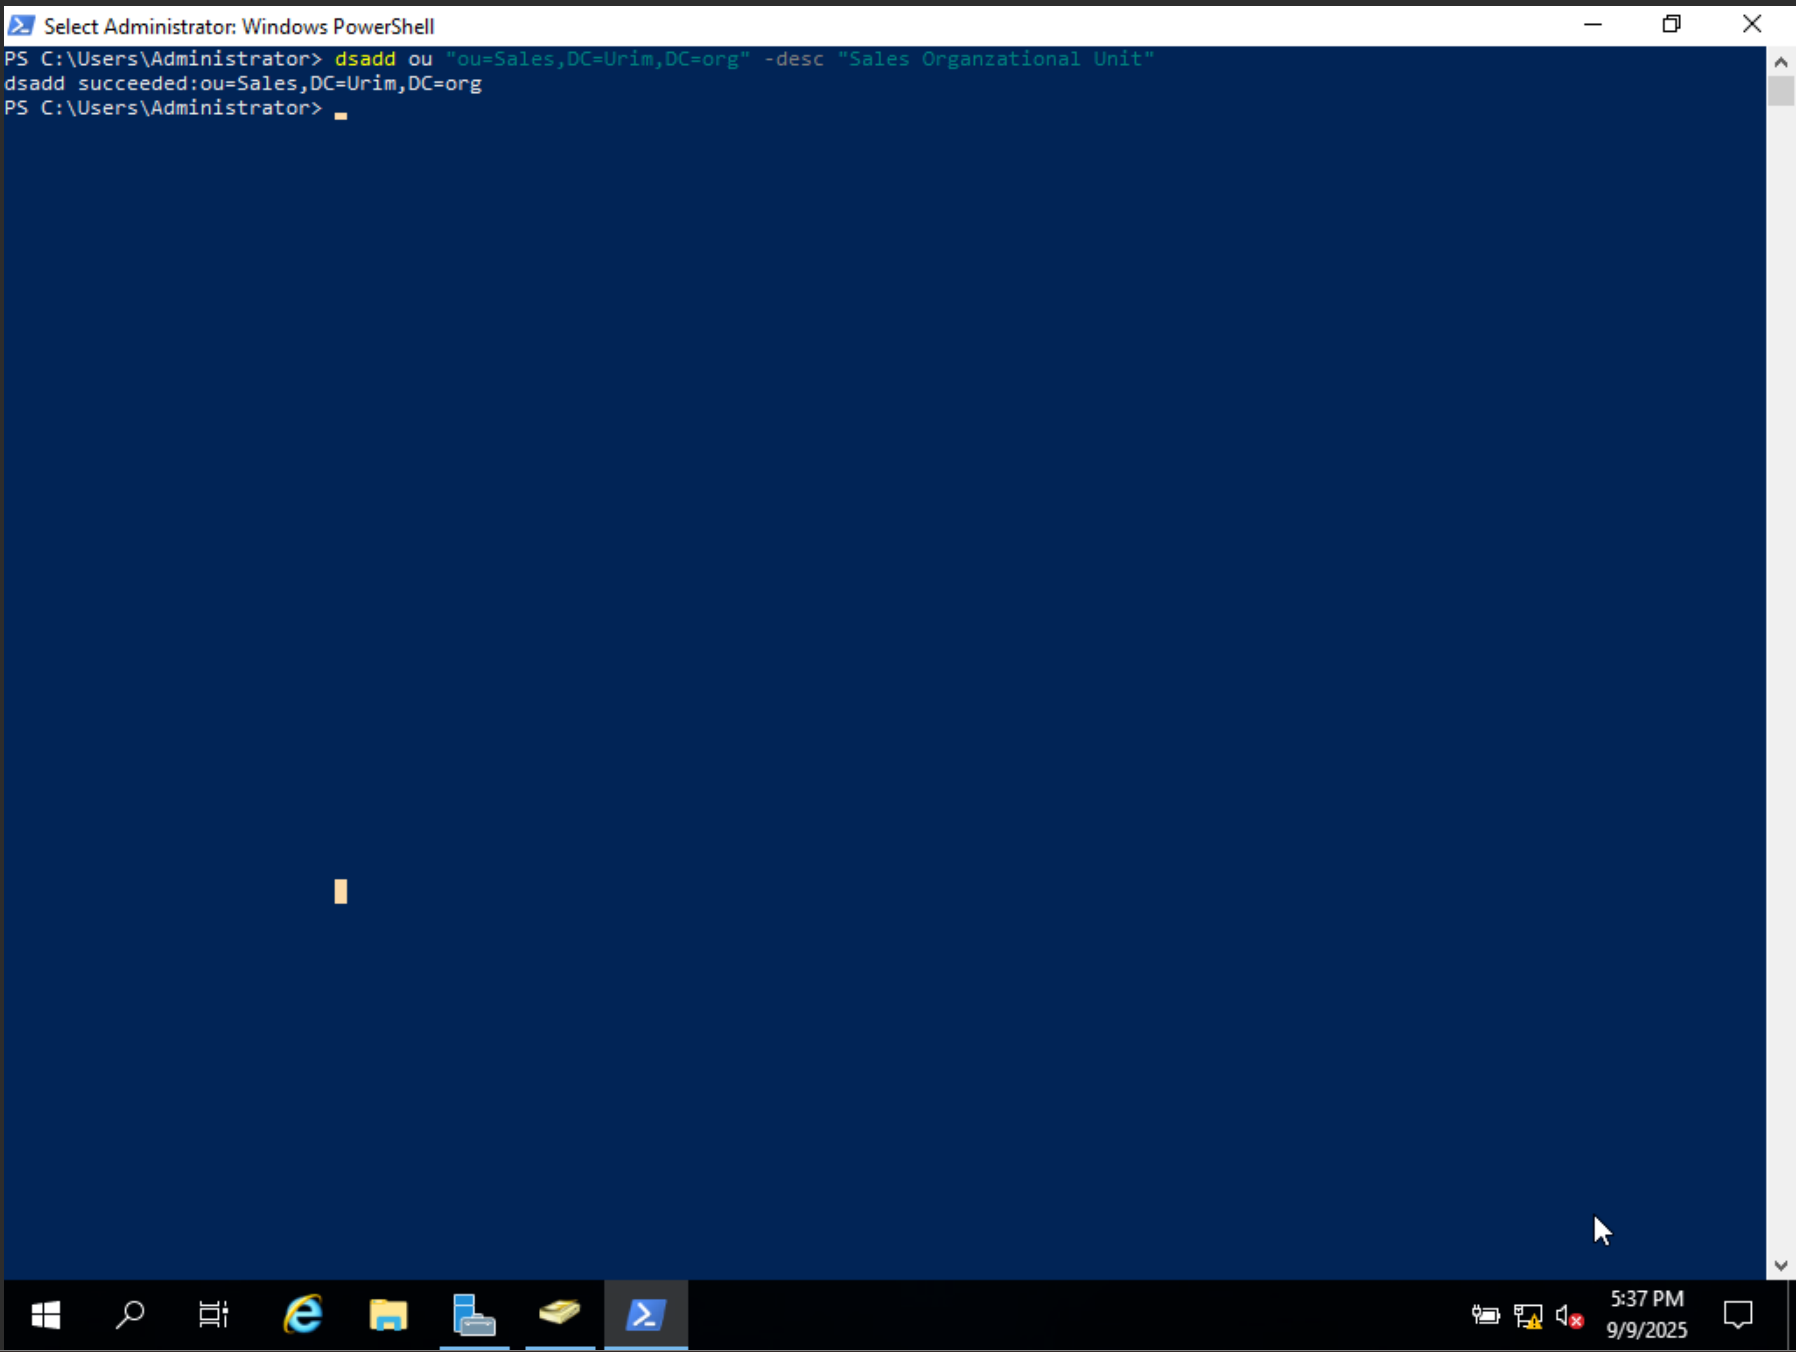 Select Administrator: Windows PowerShell
PS C:\Users\Administrator> dsadd ou "ou=Sales,DC=Urim,DC=org" -desc "Sales Organzational Unit"
dsadd succeeded:ou=Sales,DC=Urim,DC=org
PS C:\Users\Administrator>
5:37 PM
9/9/2025